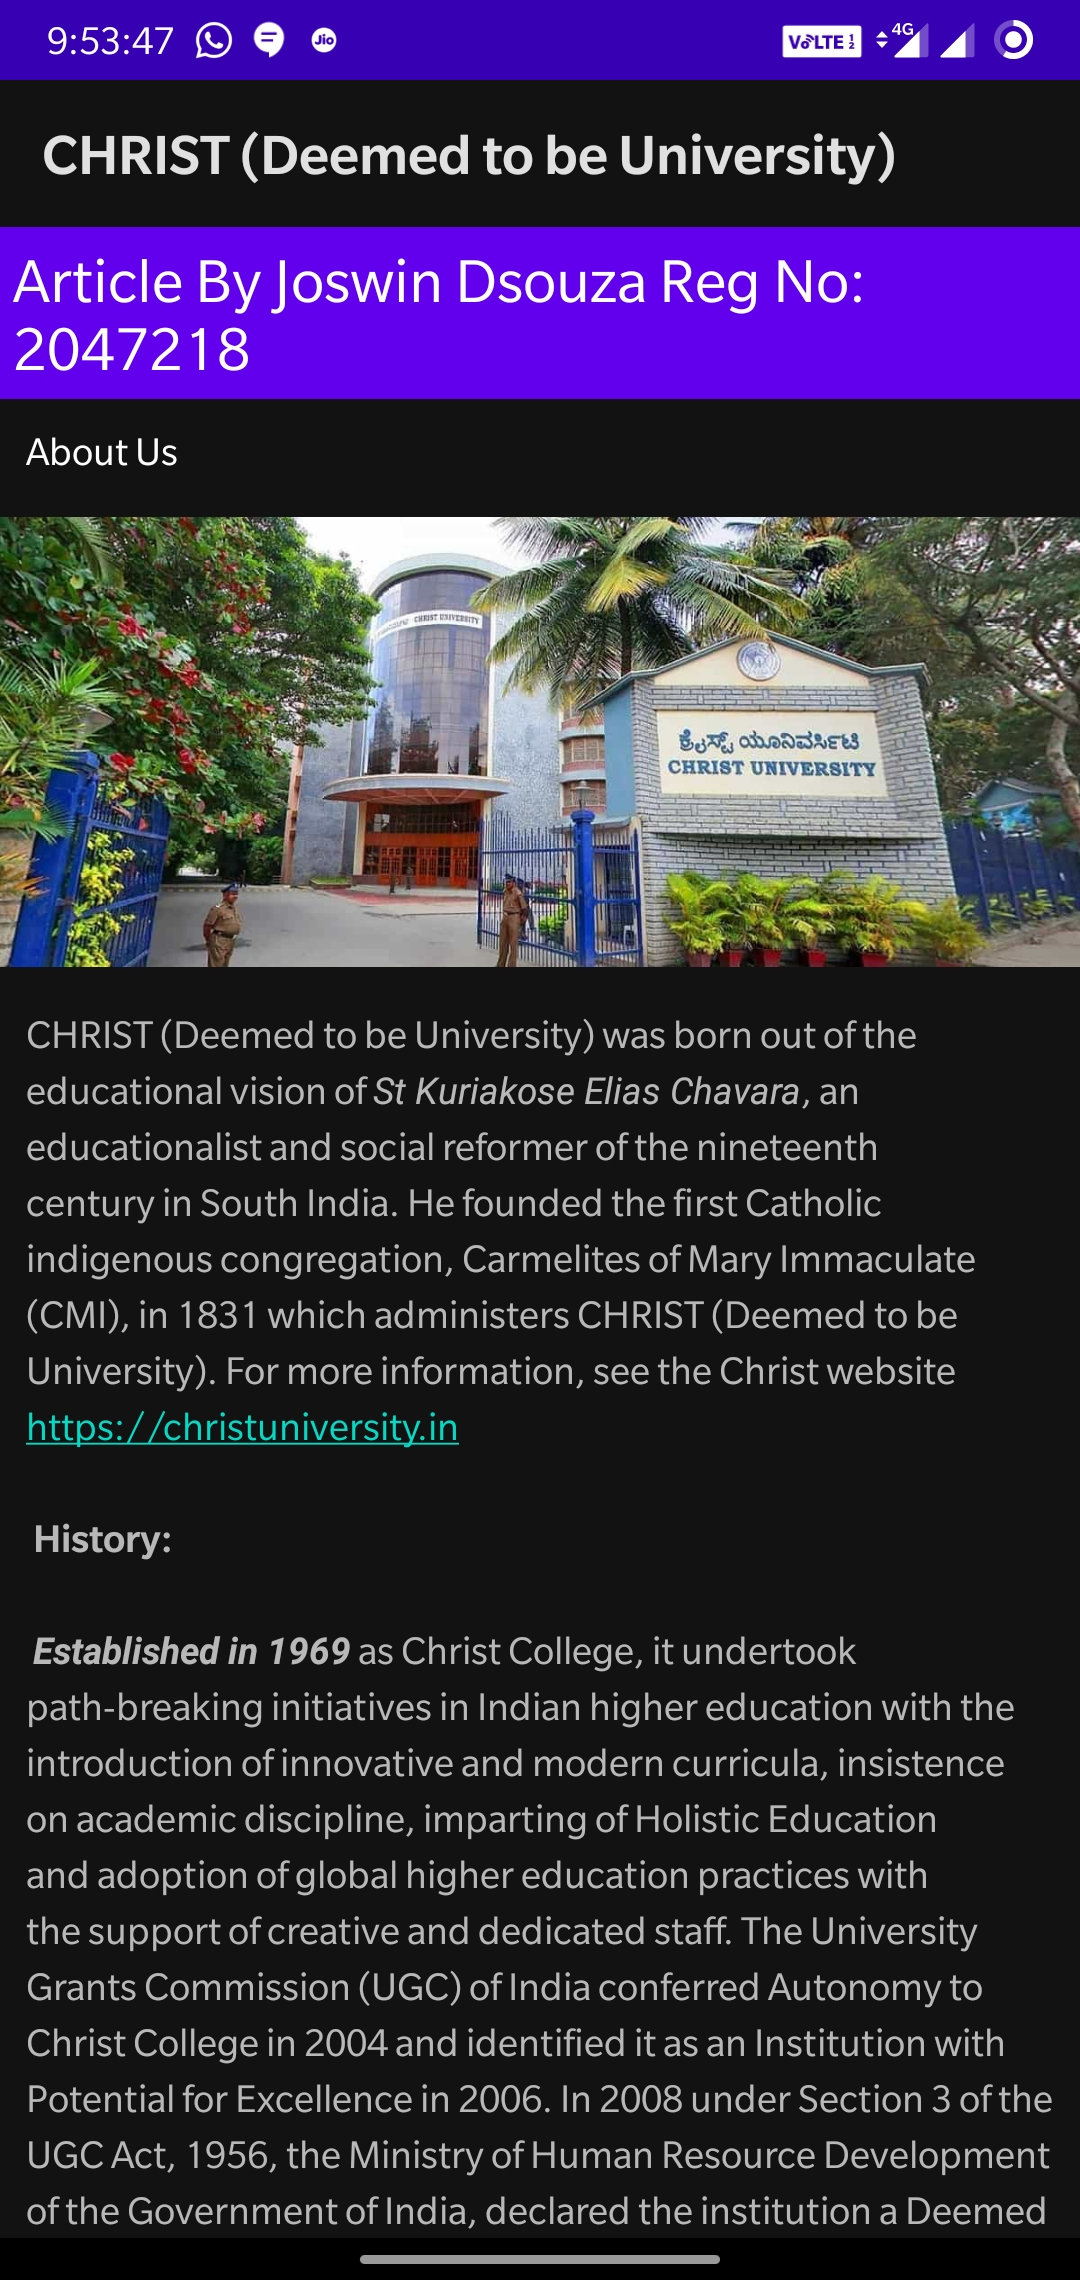 9:53:47
Jio
VoLTE 1 2
4G
CHRIST (Deemed to be University)
Article By Joswin Dsouza Reg No:
2047218
About Us
CHRIST UNIVERSITY
ಕ್ರೈಸ್ಟ್ ಯೂನಿವರ್ಸಿಟಿ
CHRIST UNIVERSITY
CHRIST (Deemed to be University) was born out of the
educational vision of St Kuriakose Elias Chavara, an
educationalist and social reformer of the nineteenth
century in South India. He founded the first Catholic
indigenous congregation, Carmelites of Mary Immaculate
(CMI), in 1831 which administers CHRIST (Deemed to be
University). For more information, see the Christ website
https://christuniversity.in
History:
Established in 1969 as Christ College, it undertook
path-breaking initiatives in Indian higher education with the
introduction of innovative and modern curricula, insistence
on academic discipline, imparting of Holistic Education
and adoption of global higher education practices with
the support of creative and dedicated staff. The University
Grants Commission (UGC) of India conferred Autonomy to
Christ College in 2004 and identified it as an Institution with
Potential for Excellence in 2006. In 2008 under Section 3 of the
UGC Act, 1956, the Ministry of Human Resource Development
of the Government of India, declared the institution a Deemed